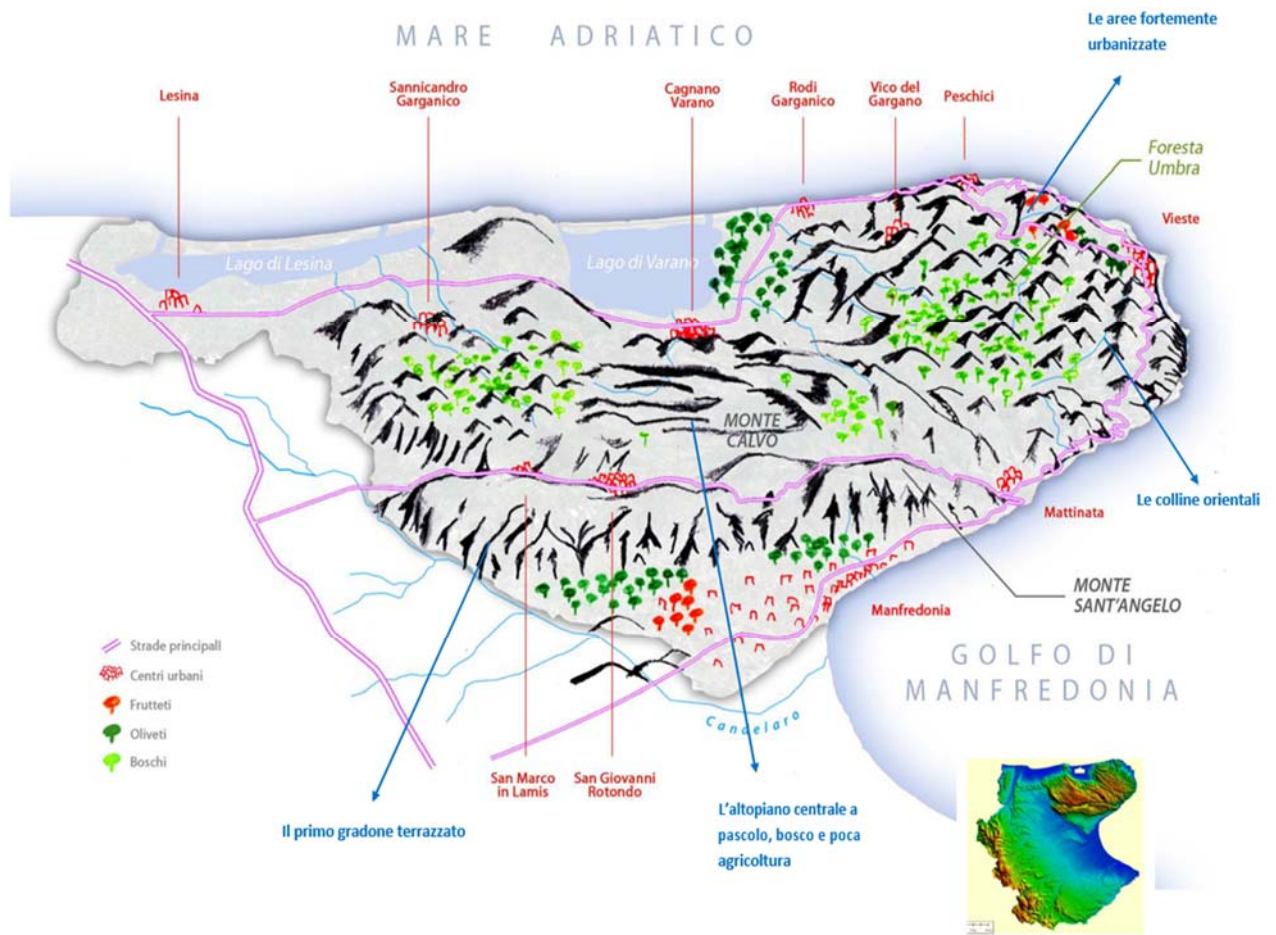 MARE ADRIATICO
Le aree fortemente
urbanizzate
Lesina
Sannicandro
Garganico
Cagnano
Varano
Rodi
Garganico
Vico del
Gargano
Peschici
Foresta
Umbra
Vieste
Lago di Lesina
Lago di Varano
MONTE
CALVO
Le colline orientali
Mattinata
MONTE
SANT'ANGELO
Manfredonia
GOLFO DI
MANFREDONIA
Candelaro
Strade principali
Centri urbani
Frutteti
Oliveti
Boschi
San Marco
in Lamis
San Giovanni
Rotondo
Il primo gradone terrazzato
L'altopiano centrale a
pascolo, bosco e poca
agricoltura